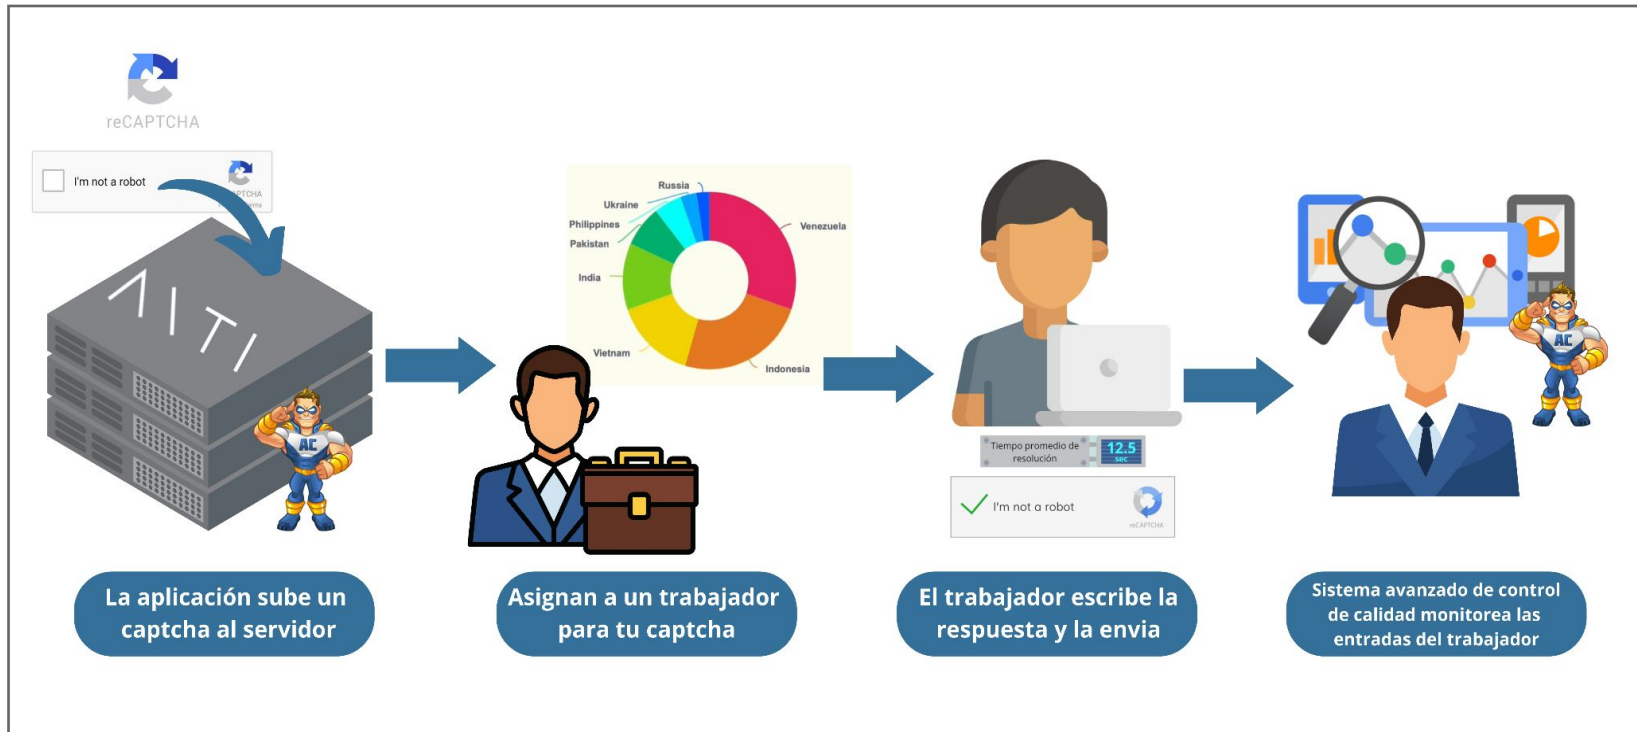 reCAPTCHA
I'm not a robot
AITI
AC
Russia
Ukraine
Philippines
Pakistan
India
Vietnam
Venezuela
Indonesia
Tiempo promedio de
resolución
12.5
sec
I'm not a robot
reCAPTCHA
AC
La aplicación sube un
captcha al servidor
Asignan a un trabajador
para tu captcha
El trabajador escribe la
respuesta y la envia
Sistema avanzado de control
de calidad monitorea las
entradas del trabajador